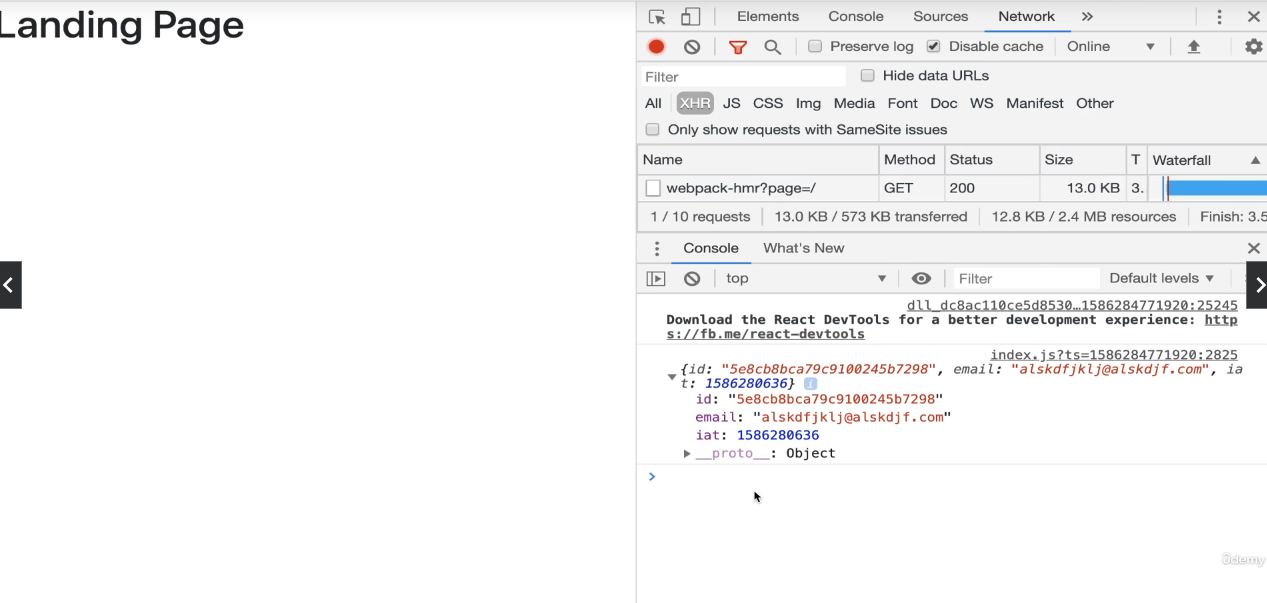 Landing Page
Elements Console Sources Network »
Preserve log Disable cache Online
Filter Hide data URLs
All XHR JS CSS Img Media Font Doc WS Manifest Other
Only show requests with SameSite issues
Name Method Status Size T Waterfall
webpack-hmr?page=/ GET 200 13.0 KB 3.
1 / 10 requests 13.0 KB / 573 KB transferred 12.8 KB / 2.4 MB resources Finish: 3.5
Console What's New
top Filter Default levels
dll_dc8ac110ce5d8530…1586284771920:25245
Download the React DevTools for a better development experience: http
s://fb.me/react-devtools
index.js?ts=1586284771920:2825
{id: "5e8cb8bca79c9100245b7298", email: "alskdfjklj@alskdjf.com", ia
t: 1586280636}
id: "5e8cb8bca79c9100245b7298"
email: "alskdfjklj@alskdjf.com"
iat: 1586280636
__proto__: Object
>
ûdemy